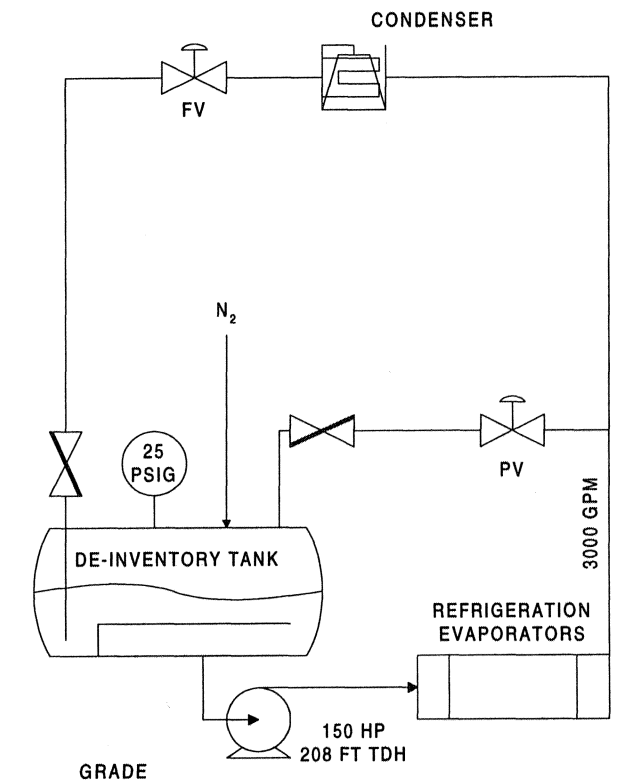 CONDENSER
FV
N2
25
PSIG
PV
3000 GPM
DE-INVENTORY TANK
REFRIGERATION
EVAPORATORS
150 HP
208 FT TDH
GRADE